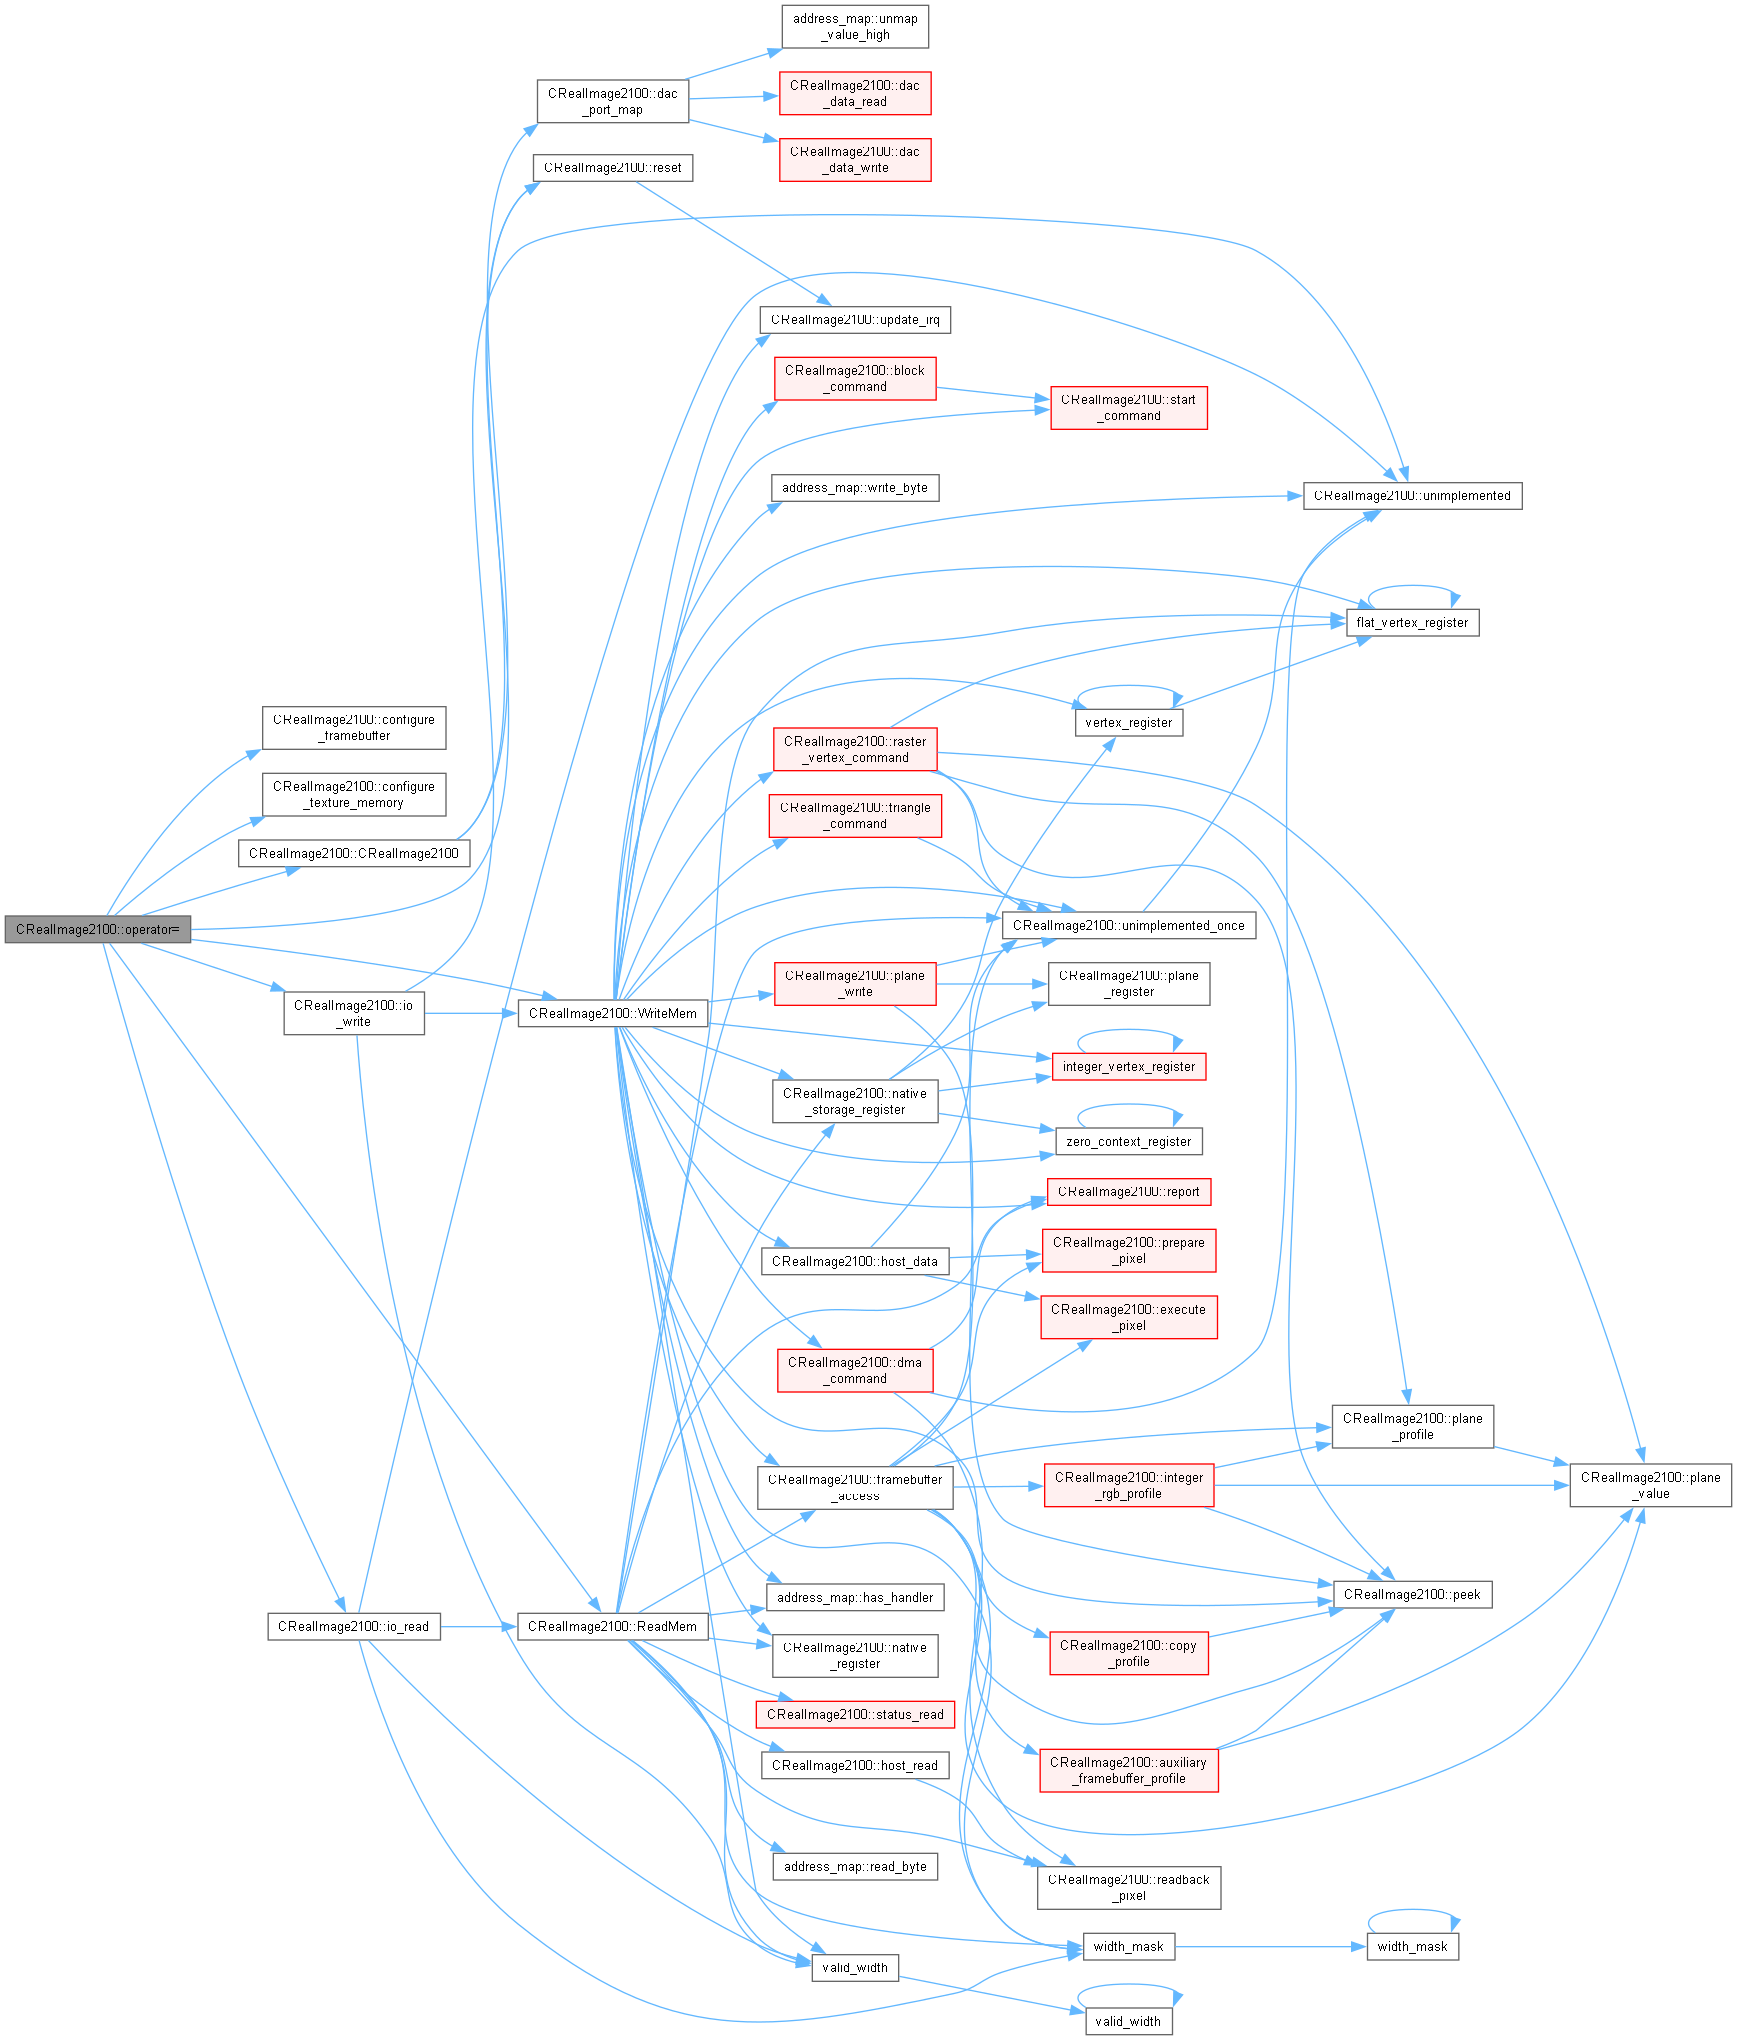 address_map::unmap
_value_high
CRealImage2100::dac
_port_map
CRealImage2100::dac
_data_read
CRealImage2100::dac
_data_write
CRealImage2100::reset
CRealImage2100::update_irq
CRealImage2100::block
_command
CRealImage2100::start
_command
address_map::write_byte
CRealImage2100::unimplemented
flat_vertex_register
CRealImage2100::configure
_framebuffer
vertex_register
CRealImage2100::raster
_vertex_command
CRealImage2100::configure
_texture_memory
CRealImage2100::triangle
_command
CRealImage2100::CRealImage2100
CRealImage2100::operator=
CRealImage2100::unimplemented_once
CRealImage2100::plane
_write
CRealImage2100::plane
_register
CRealImage2100::io
_write
CRealImage2100::WriteMem
integer_vertex_register
CRealImage2100::native
_storage_register
zero_context_register
CRealImage2100::report
CRealImage2100::host_data
CRealImage2100::prepare
_pixel
CRealImage2100::execute
_pixel
CRealImage2100::dma
_command
CRealImage2100::plane
_profile
CRealImage2100::framebuffer
_access
CRealImage2100::integer
_rgb_profile
CRealImage2100::plane
_value
address_map::has_handler
CRealImage2100::peek
CRealImage2100::io_read
CRealImage2100::ReadMem
CRealImage2100::native
_register
CRealImage2100::copy
_profile
CRealImage2100::status_read
CRealImage2100::host_read
CRealImage2100::auxiliary
_framebuffer_profile
address_map::read_byte
CRealImage2100::readback
_pixel
width_mask
width_mask
valid_width
valid_width